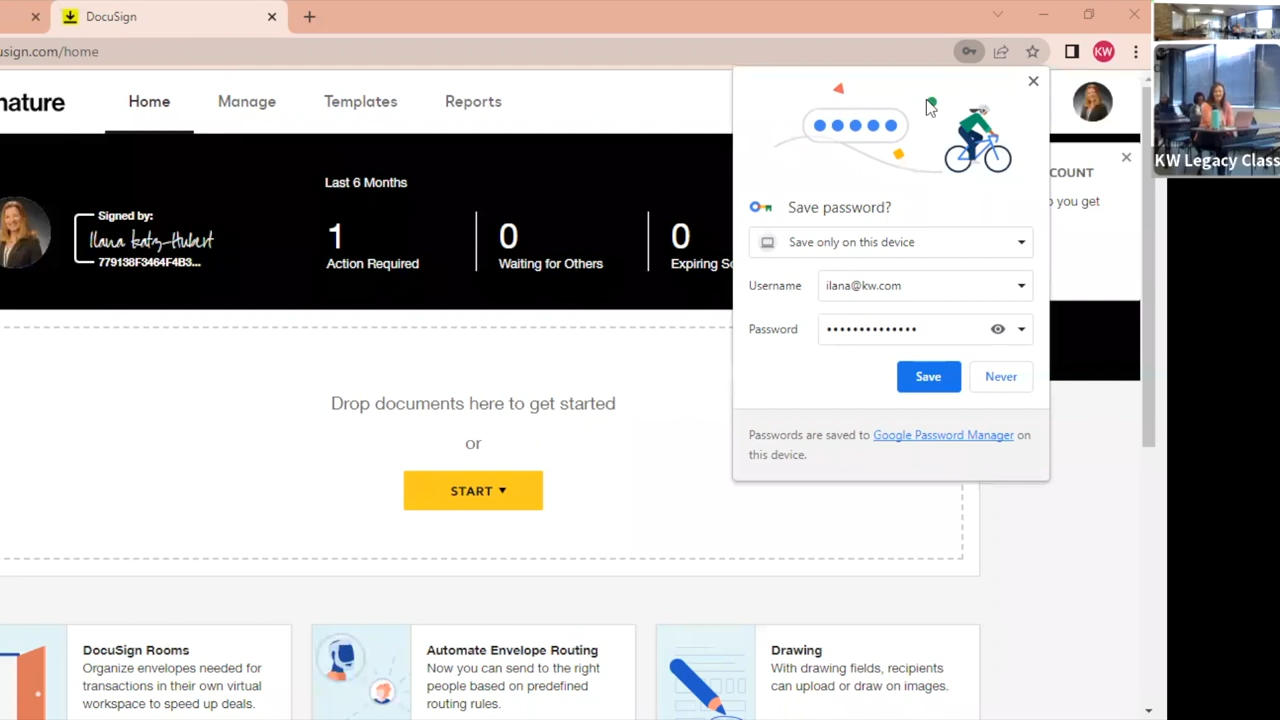 DocuSign
usign.com/home
KW
nature
Home
Manage
Templates
Reports
Last 6 Months
Signed by:
Ilana Katz-Hubert
779138F3464F4B3...
1
Action Required
0
Waiting for Others
0
Expiring So
Save password?
Save only on this device
Username
ilana@kw.com
Password
Save
Never
Passwords are saved to Google Password Manager on
this device.
COUNT
you get
KW Legacy Class
Drop documents here to get started
or
START
DocuSign Rooms
Organize envelopes needed for
transactions in their own virtual
workspace to speed up deals.
Automate Envelope Routing
Now you can send to the right
people based on predefined
routing rules.
Drawing
With drawing fields, recipients
can upload or draw on images.